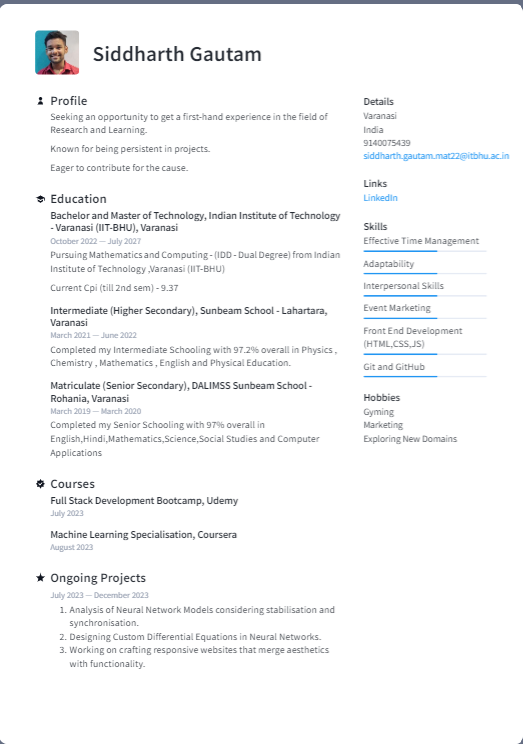 Siddharth Gautam
Profile
Seeking an opportunity to get a first-hand experience in the field of
Research and Learning.
Known for being persistent in projects.
Eager to contribute for the cause.
Education
Bachelor and Master of Technology, Indian Institute of Technology
- Varanasi (IIT-BHU), Varanasi
October 2022 — July 2027
Pursuing Mathematics and Computing - (IDD - Dual Degree) from Indian
Institute of Technology ,Varanasi (IIT-BHU)
Current Cpi (till 2nd sem) - 9.37
Intermediate (Higher Secondary), Sunbeam School - Lahartara,
Varanasi
March 2021 — June 2022
Completed my Intermediate Schooling with 97.2% overall in Physics ,
Chemistry , Mathematics , English and Physical Education.
Matriculate (Senior Secondary), DALIMSS Sunbeam School -
Rohania, Varanasi
March 2019 — March 2020
Completed my Senior Schooling with 97% overall in
English,Hindi,Mathematics,Science,Social Studies and Computer
Applications
Courses
Full Stack Development Bootcamp, Udemy
July 2023
Machine Learning Specialisation, Coursera
August 2023
Ongoing Projects
July 2023 — December 2023
1. Analysis of Neural Network Models considering stabilisation and
synchronisation.
2. Designing Custom Differential Equations in Neural Networks.
3. Working on crafting responsive websites that merge aesthetics
with functionality.
Details
Varanasi
India
9140075439
siddharth.gautam.mat22@itbhu.ac.in
Links
LinkedIn
Skills
Effective Time Management
Adaptability
Interpersonal Skills
Event Marketing
Front End Development
(HTML,CSS,JS)
Git and GitHub
Hobbies
Gyming
Marketing
Exploring New Domains